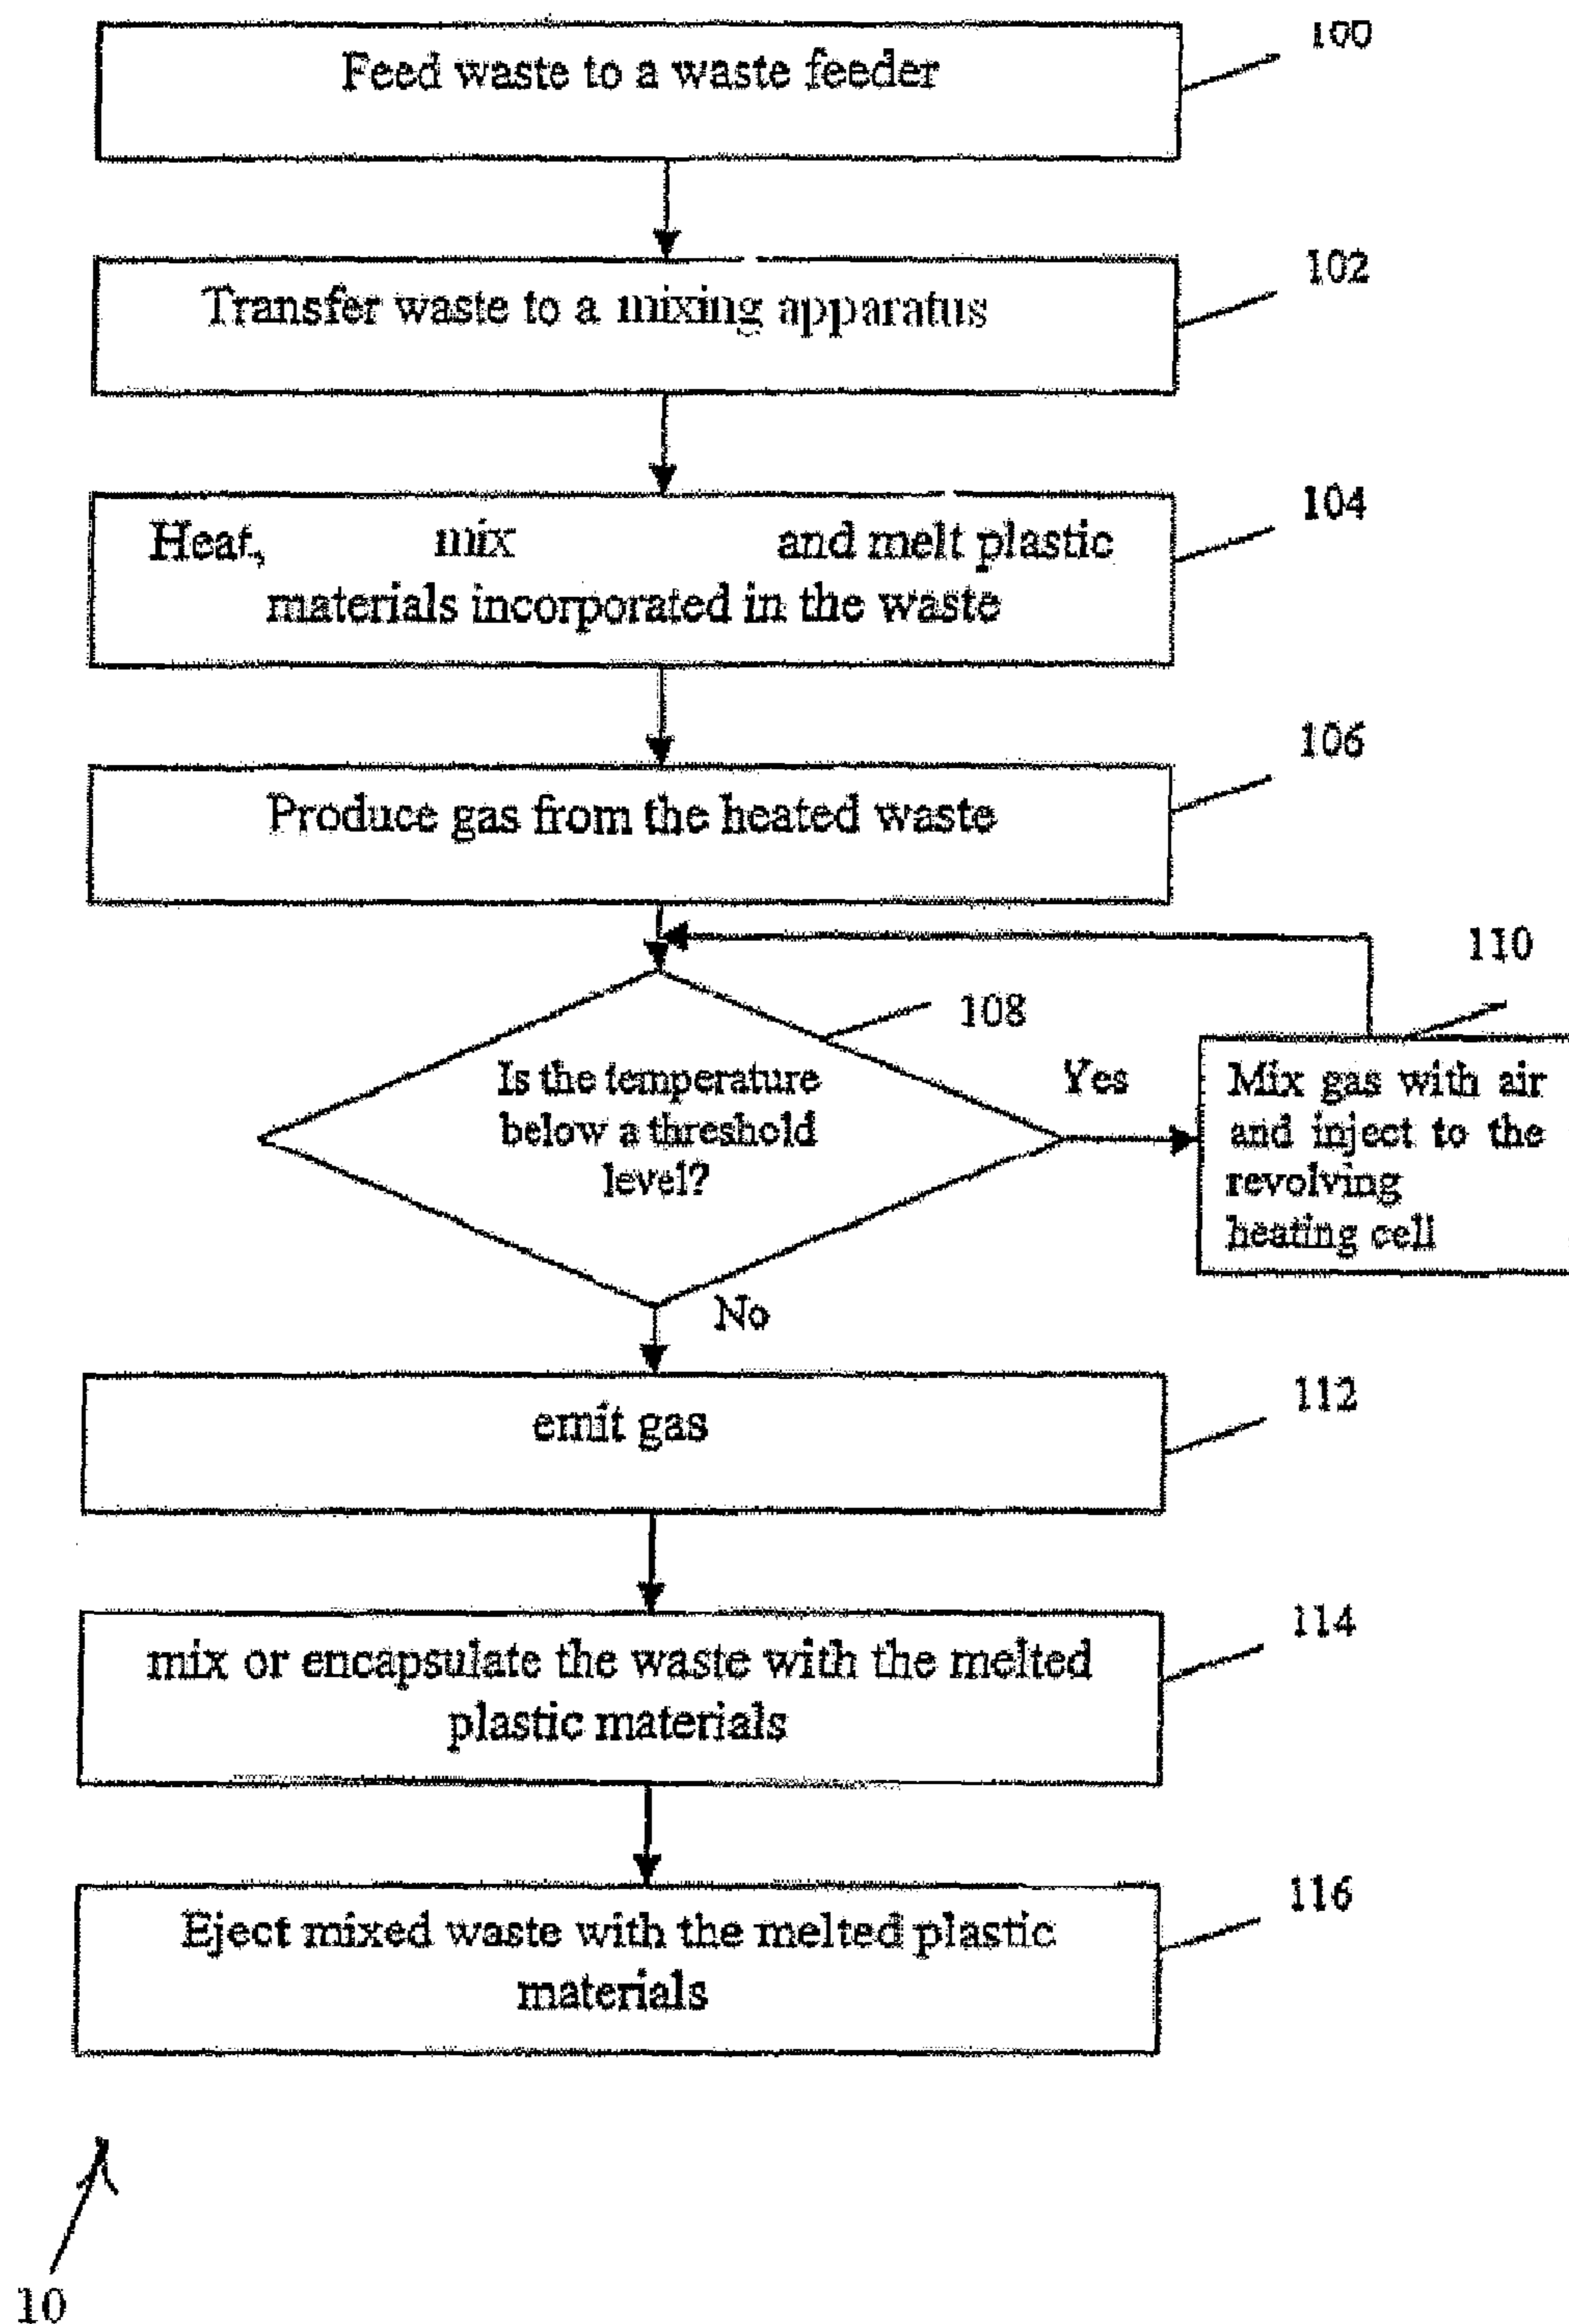 100
Feed waste to a waste feeder
102
Transfer waste to a mixing apparatus
104
Heat, mix and melt plastic
materials incorporated in the waste
106
Produce gas from the heated waste
108
Is the temperature
below a threshold
level?
Yes
110
Mix gas with air
and inject to the
revolving
heating cell
No
112
emit gas
114
mix or encapsulate the waste with the melted
plastic materials
116
Eject mixed waste with the melted plastic
materials
10